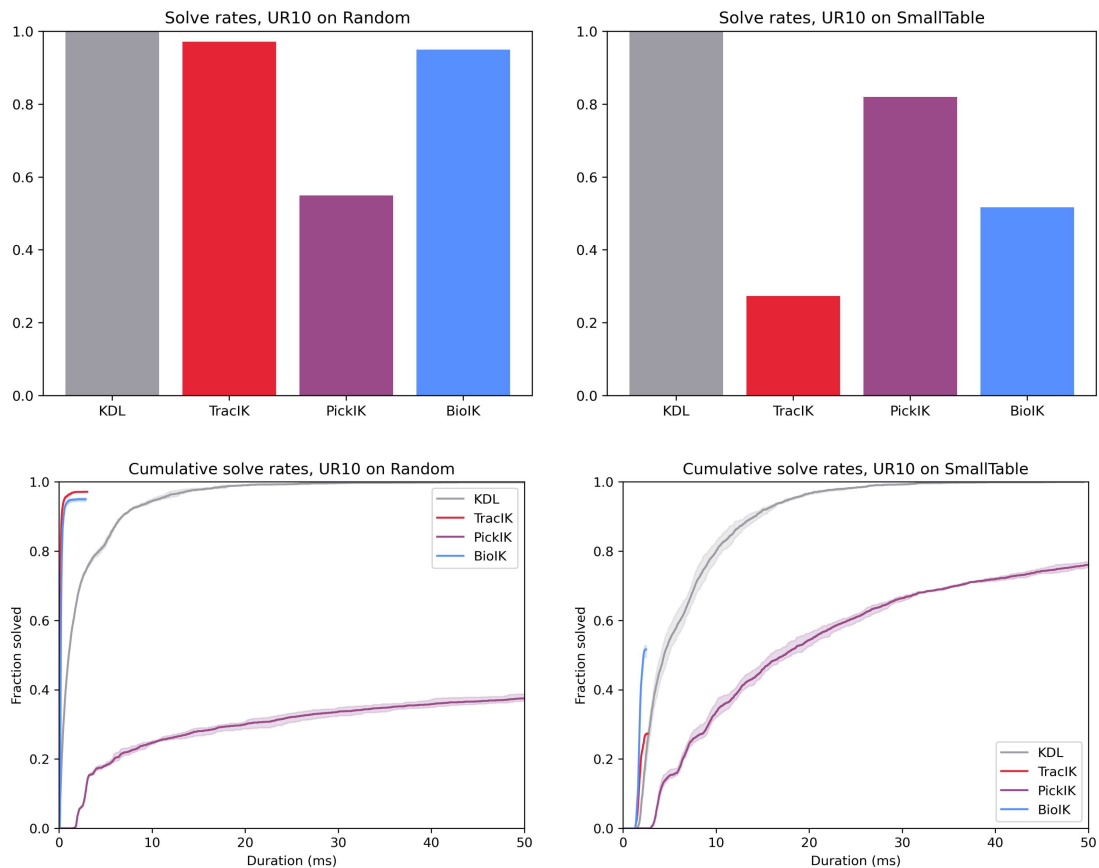 Solve rates, UR10 on Random
1.0
0.8
0.6
0.4
0.2
0.0
KDL TracIK PickIK BioIK
Solve rates, UR10 on SmallTable
1.0
0.8
0.6
0.4
0.2
0.0
KDL TracIK PickIK BioIK
Cumulative solve rates, UR10 on Random
Fraction solved
1.0
0.8
0.6
0.4
0.2
0.0
KDL
TracIK
PickIK
BioIK
0 10 20 30 40 50
Duration (ms)
Cumulative solve rates, UR10 on SmallTable
Fraction solved
1.0
0.8
0.6
0.4
0.2
0.0
KDL
TracIK
PickIK
BioIK
0 10 20 30 40 50
Duration (ms)